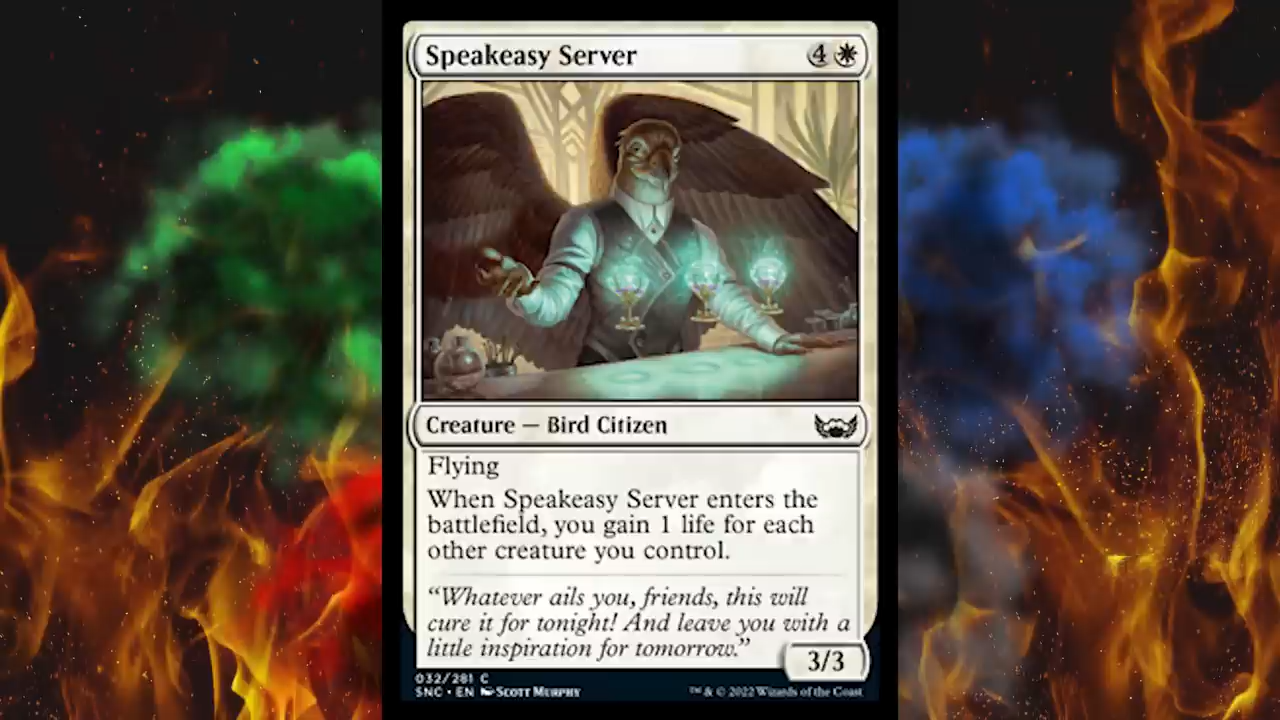 Speakeasy Server 4
Creature — Bird Citizen
Flying
When Speakeasy Server enters the
battlefield, you gain 1 life for each
other creature you control.
“Whatever ails you, friends, this will
cure it for tonight! And leave you with a
little inspiration for tomorrow.”
3/3
032/281 C
SNC • EN Scott Murphy ™ & © 2022 Wizards of the Coast